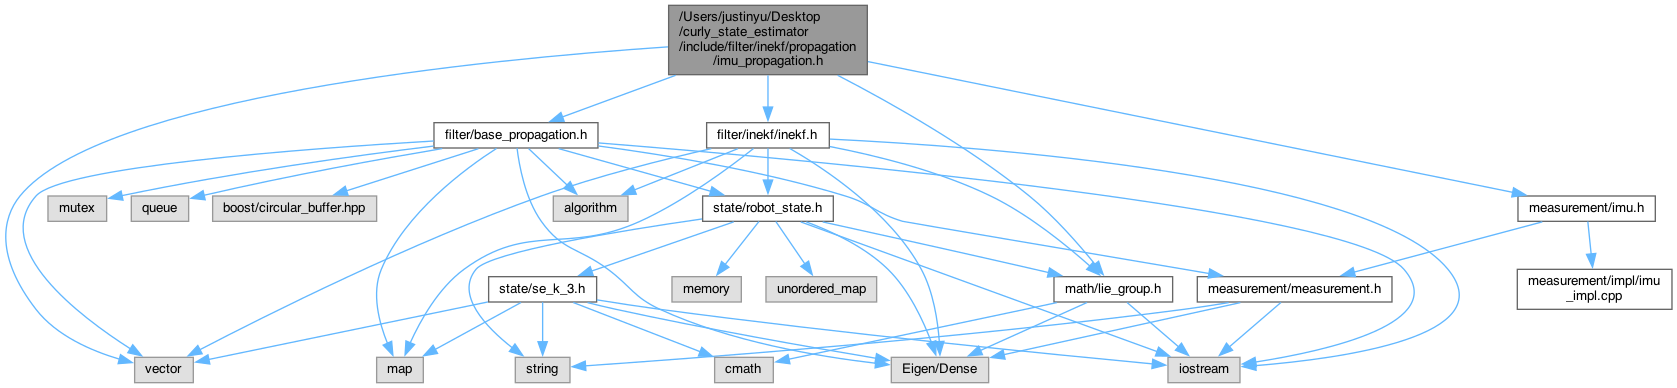 /Users/justinyu/Desktop
/curly_state_estimator
/include/filter/inekf/propagation
/imu_propagation.h
filter/base_propagation.h
filter/inekf/inekf.h
mutex
queue
boost/circular_buffer.hpp
algorithm
state/robot_state.h
measurement/imu.h
state/se_k_3.h
memory
unordered_map
math/lie_group.h
measurement/measurement.h
measurement/impl/imu
_impl.cpp
vector
map
string
cmath
Eigen/Dense
iostream